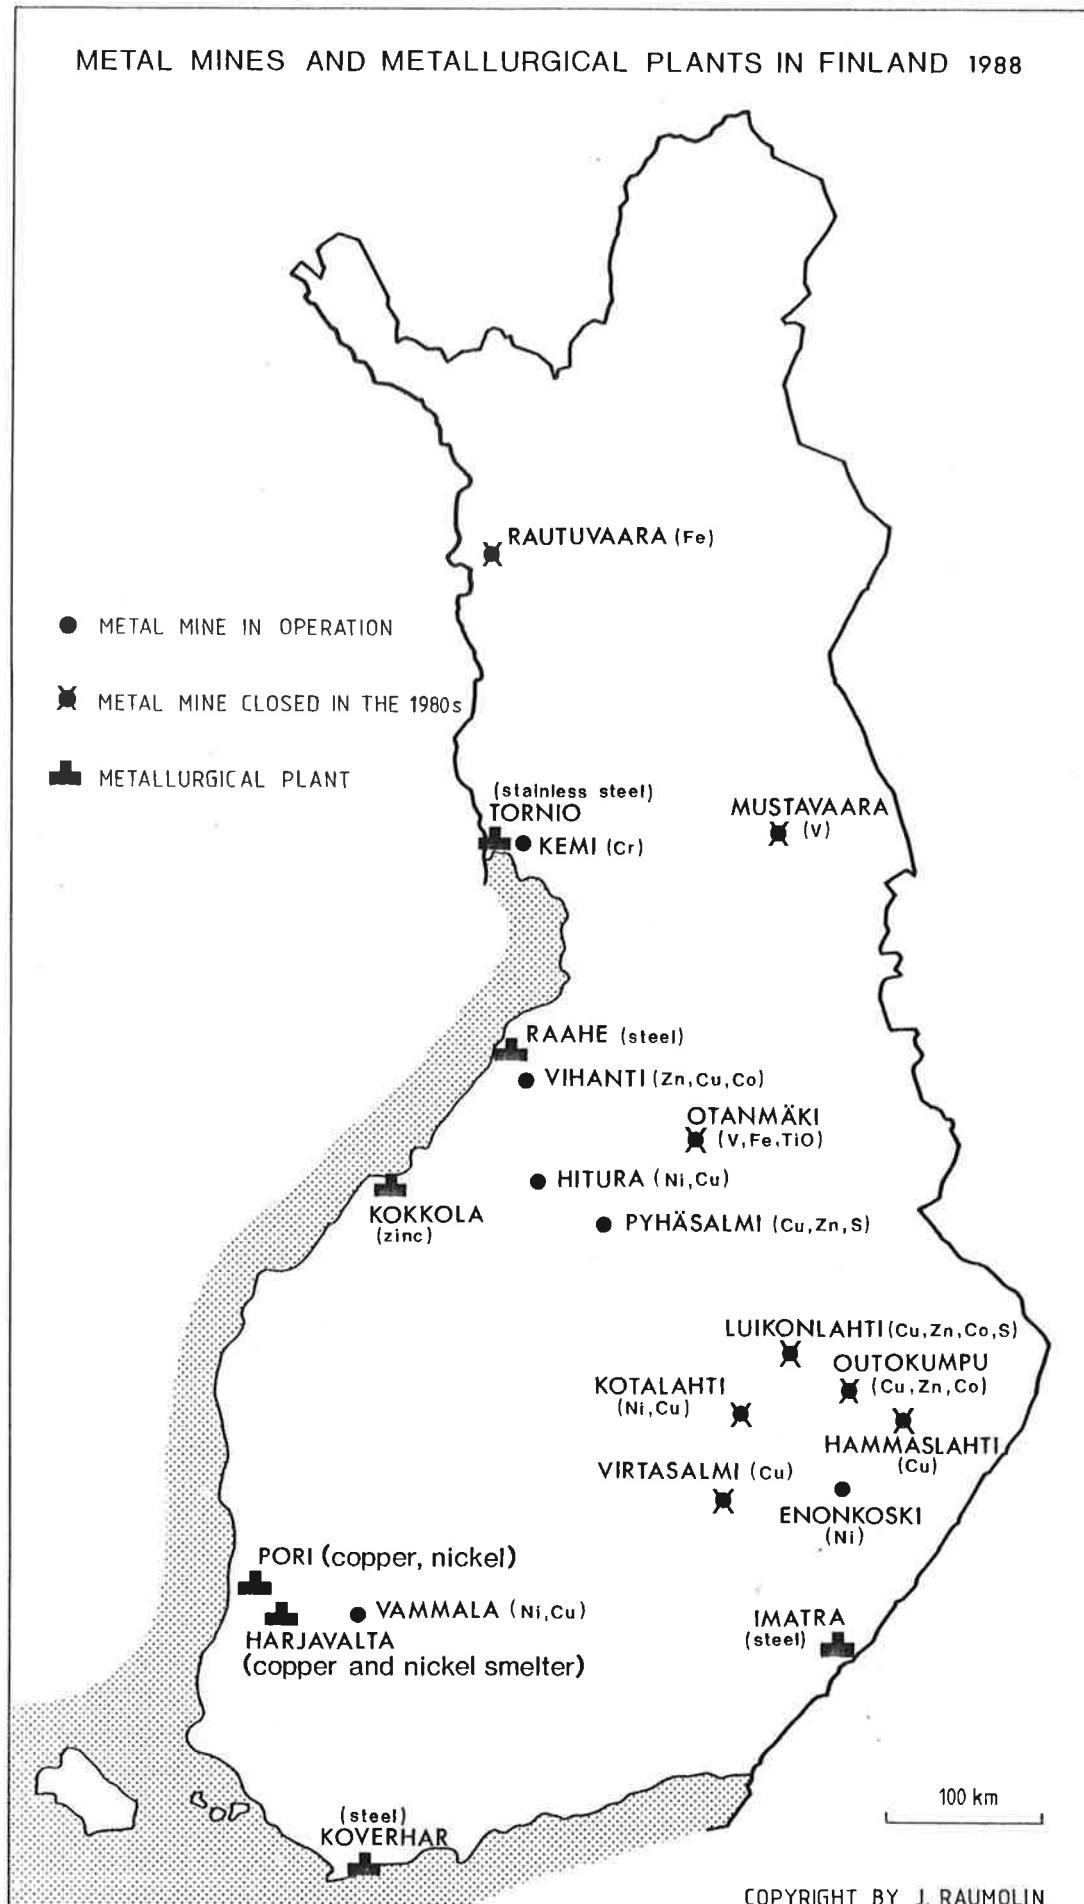 METAL MINES AND METALLURGICAL PLANTS IN FINLAND 1988
RAUTUVAARA (Fe)
METAL MINE IN OPERATION
METAL MINE CLOSED IN THE 1980s
METALLURGICAL PLANT
(stainless steel)
TORNIO
KEMI (Cr)
MUSTAVAARA
(V)
RAAHE (steel)
VIHANTI (Zn,Cu,Co)
OTANMÄKI
(V,Fe,TiO)
HITURA (Ni,Cu)
KOKKOLA
(zinc)
PYHÄSALMI (Cu,Zn,S)
LUIKONLAHTI (Cu,Zn,Co,S)
OUTOKUMPU
(Cu,Zn,Co)
KOTALAHTI
(Ni,Cu)
HAMMASLAHTI
(Cu)
VIRTASALMI (Cu)
ENONKOSKI
(Ni)
PORI (copper, nickel)
VAMMALA (Ni,Cu)
HARJAVALTA
(copper and nickel smelter)
IMATRA
(steel)
100 km
(steel)
KOVERHAR
COPYRIGHT BY J. RAUMOLIN